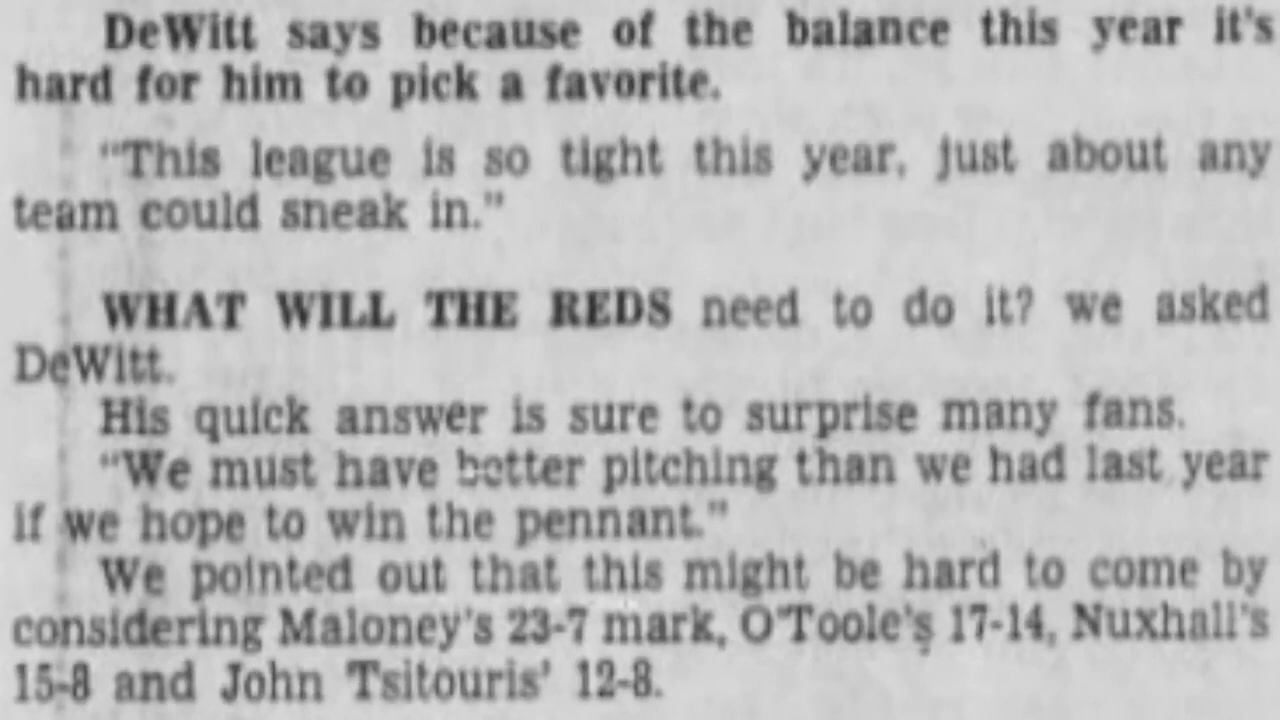 DeWitt says because of the balance this year it's
hard for him to pick a favorite.
"This league is so tight this year, just about any
team could sneak in."
WHAT WILL THE REDS need to do it? we asked
DeWitt.
His quick answer is sure to surprise many fans.
"We must have better pitching than we had last year
if we hope to win the pennant."
We pointed out that this might be hard to come by
considering Maloney's 23-7 mark, O'Toole's 17-14, Nuxhall's
15-8 and John Tsitouris' 12-8.